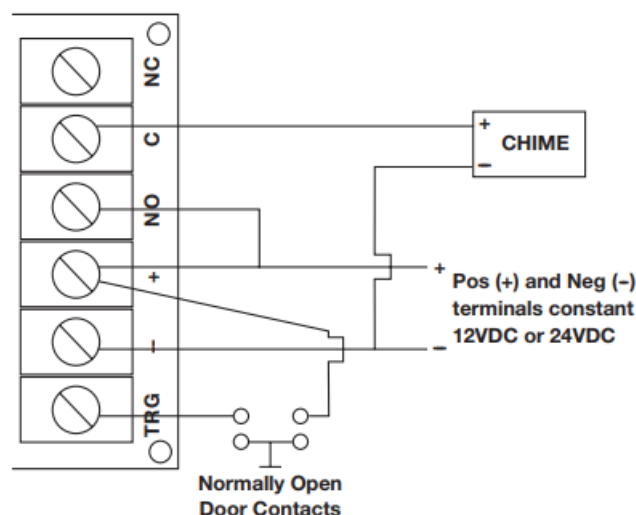 NC
C
NO
+
–
TRG
+
–
CHIME
+
–
Pos (+) and Neg (–)
terminals constant
12VDC or 24VDC
Normally Open
Door Contacts